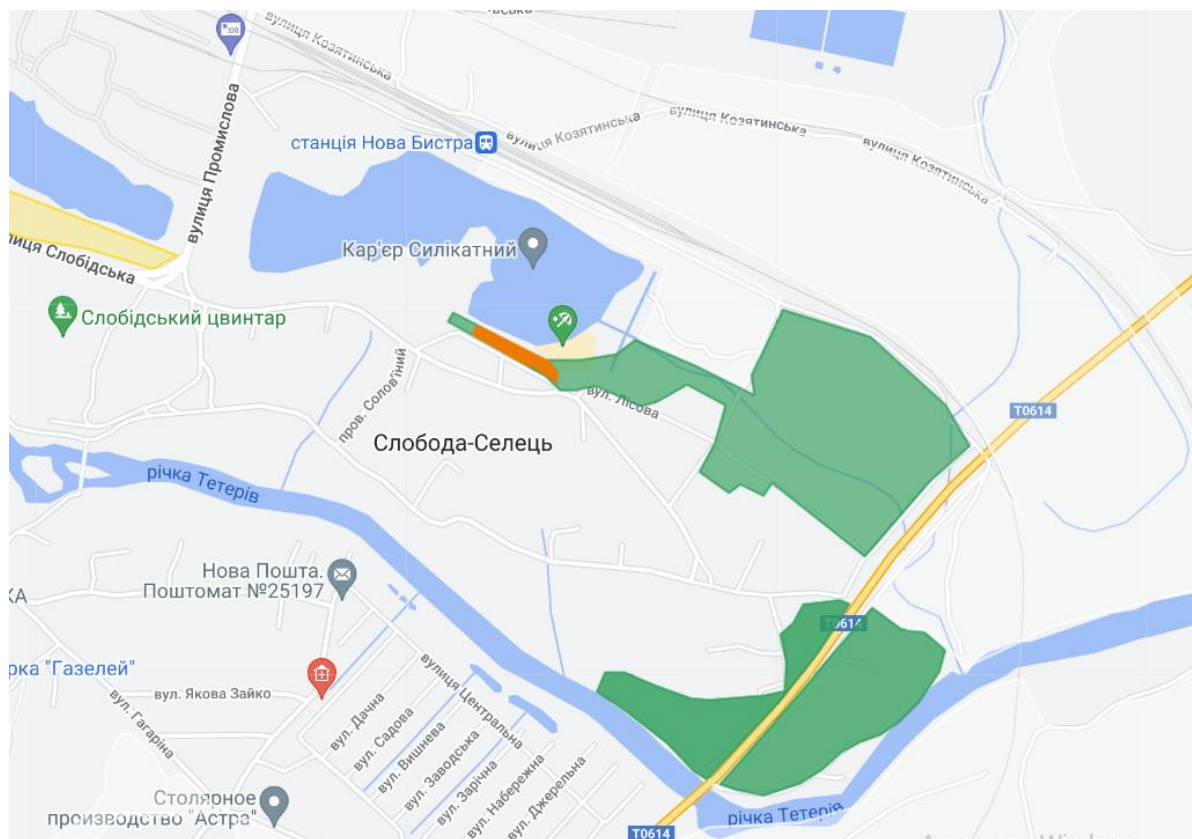 вулиця Козятинська
вулиця Промислова
станція Нова Бистра
вулиця Козятинська
вулиця Козятинська
вулиця Козятинська
Кар'єр Силікатний
лиця Слобідська
Слобідський цвинтар
пров. Солов'їний
вул. Лісова
T0614
Слобода-Селець
річка Тетерів
Нова Пошта.
Поштомат №25197
КА
T0614
рка "Газелей"
вул. Якова Зайко
вулиця Центральна
вул. Гагаріна
вул. Дачна
вул. Садова
вул. Вишнева
вул. Заводська
вул. Зарічна
вул. Набережна
вул. Джерельна
Столярное
производство "Астра"
T0614
річка Тетерів